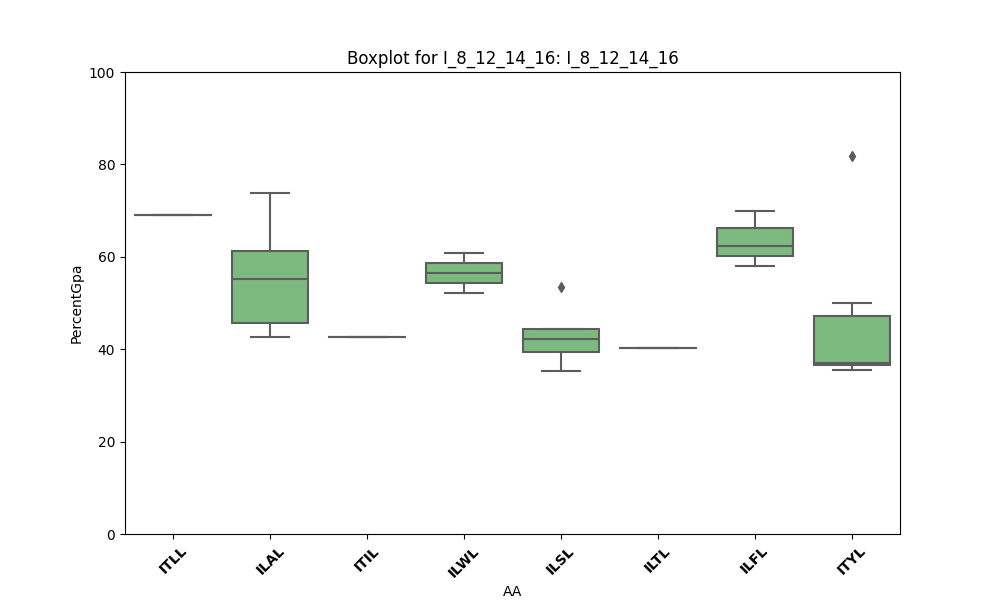 Boxplot for I_8_12_14_16: I_8_12_14_16
100
80
60
40
20
0
PercentGpa
ITLL
ILAL
ITIL
ILWL
ILSL
ILTL
ILFL
ITYL
AA